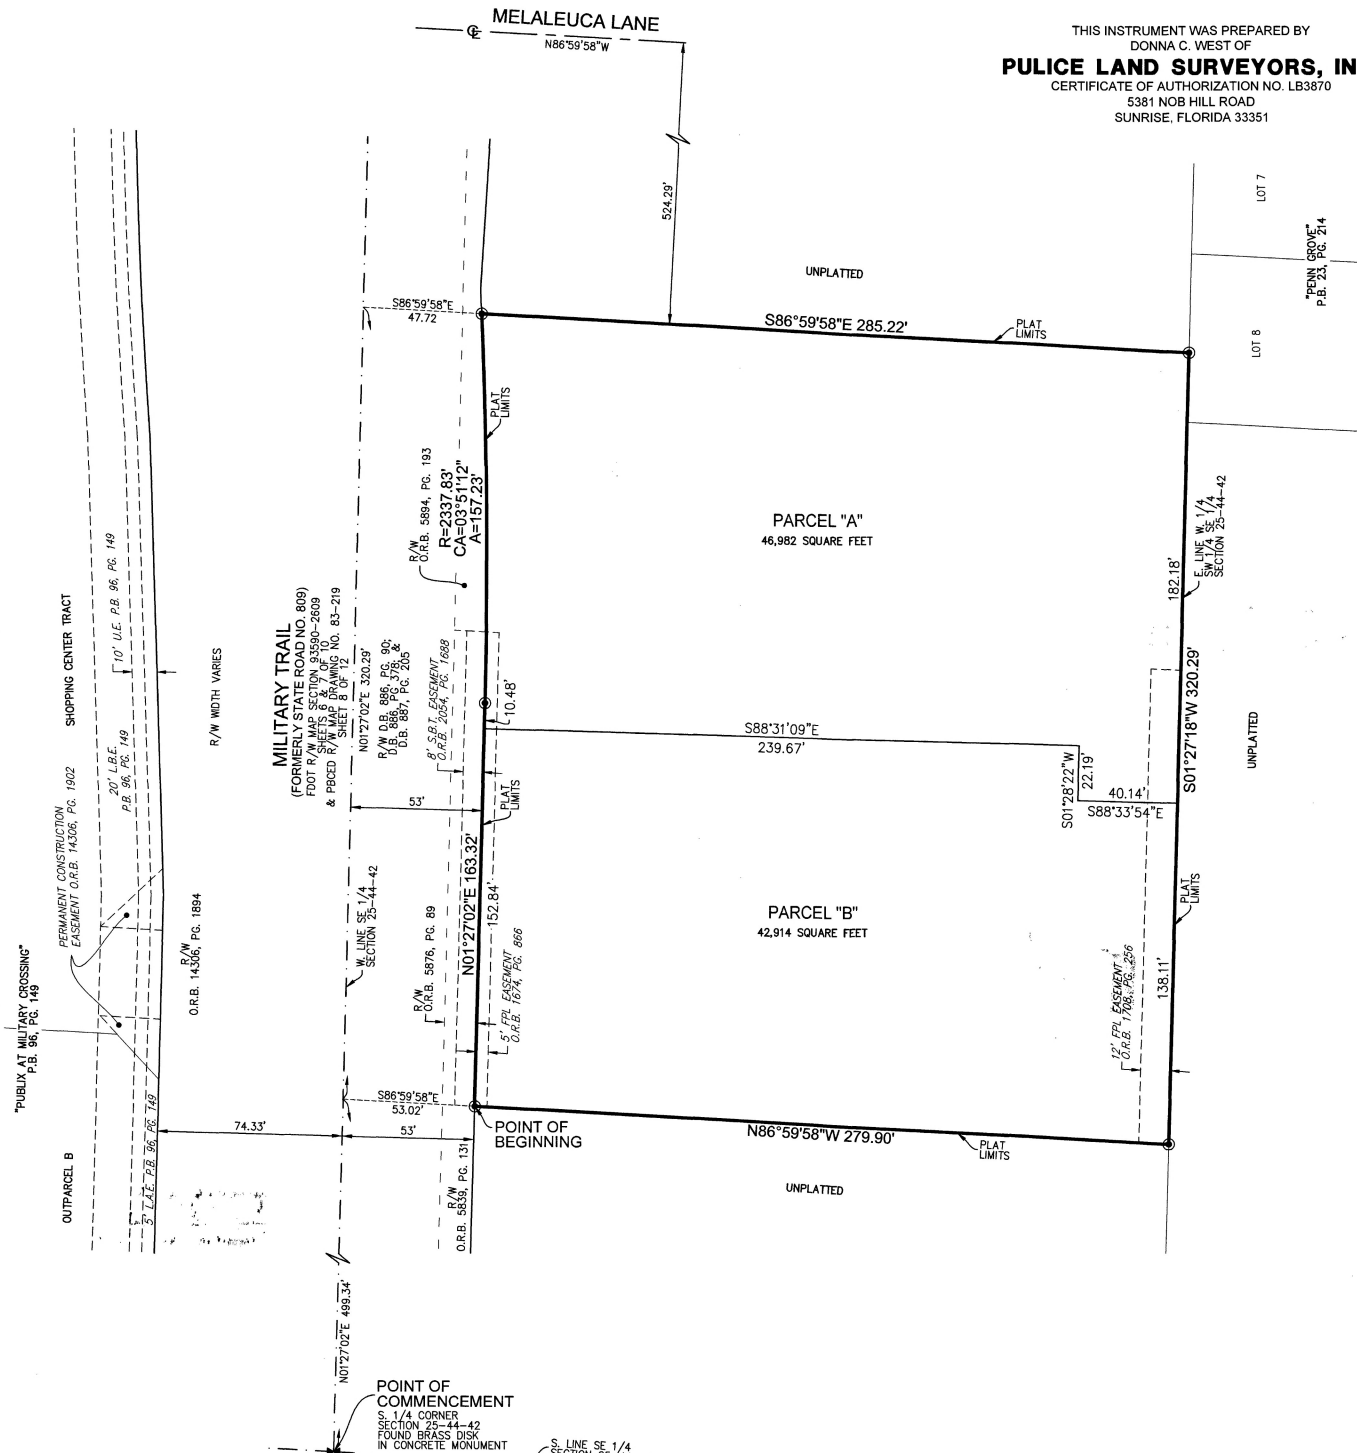 MELALEUCA LANE
N86°59'58"W
THIS INSTRUMENT WAS PREPARED BY
DONNA C. WEST OF
PULICE LAND SURVEYORS, IN
CERTIFICATE OF AUTHORIZATION NO. LB3870
5381 NOB HILL ROAD
SUNRISE, FLORIDA 33351
524.29'
LOT 7
"PENN GROVE"
P.B. 23, PG. 214
LOT 8
UNPLATTED
S86°59'58"E
47.72
S86°59'58"E 285.22'
PLAT
LIMITS
PLAT
LIMITS
R/W
O.R.B. 5894, PG. 193
R=2337.83'
CA=03°51'12"
A=157.23'
PARCEL "A"
46,982 SQUARE FEET
E. LINE W. 1/4
SW 1/4 SE 1/4
SECTION 25-44-42
182.18'
S01°27'18"W 320.29'
UNPLATTED
10' U.E. P.B. 96, PG. 149
SHOPPING CENTER TRACT
20' L.B.E.
P.B. 96, PG. 149
R/W WIDTH VARIES
MILITARY TRAIL
(FORMERLY STATE ROAD NO. 809)
FDOT R/W MAP SECTION 93590-2609
SHEETS 6 & 7 OF 10
& PBCED R/W MAP DRAWING NO. 83-219
SHEET 8 OF 12
N01°27'02"E 320.29'
R/W D.B. 886, PG. 90;
D.B. 886, PG 378; &
D.B. 887, PG. 205
8' S.B.T. EASEMENT
O.R.B. 2054, PG. 1688
10.48'
S88°31'09"E
239.67'
S01°28'22"W
22.19'
40.14'
S88°33'54"E
53'
PLAT
LIMITS
N01°27'02"E 163.32'
152.84'
PERMANENT CONSTRUCTION
EASEMENT O.R.B. 14306, PG. 1902
R/W
O.R.B. 14306, PG. 1894
W. LINE SE 1/4
SECTION 25-44-42
R/W
O.R.B. 5876, PG. 89
5' FPL EASEMENT
O.R.B. 1674, PG. 866
PARCEL "B"
42,914 SQUARE FEET
PLAT
LIMITS
12' FPL EASEMENT
O.R.B. 1708, PG. 256
138.11'
"PUBLIX AT MILITARY CROSSING"
P.B. 96, PG. 149
S86°59'58"E
53.02'
POINT OF
BEGINNING
N86°59'58"W 279.90'
PLAT
LIMITS
74.33'
53'
OUTPARCEL B
5' L.A.E. P.B. 96, PG. 149
R/W
O.R.B. 5839, PG. 131
UNPLATTED
N01°27'02"E 499.34'
POINT OF
COMMENCEMENT
S. 1/4 CORNER
SECTION 25-44-42
FOUND BRASS DISK
IN CONCRETE MONUMENT
S. LINE SE 1/4